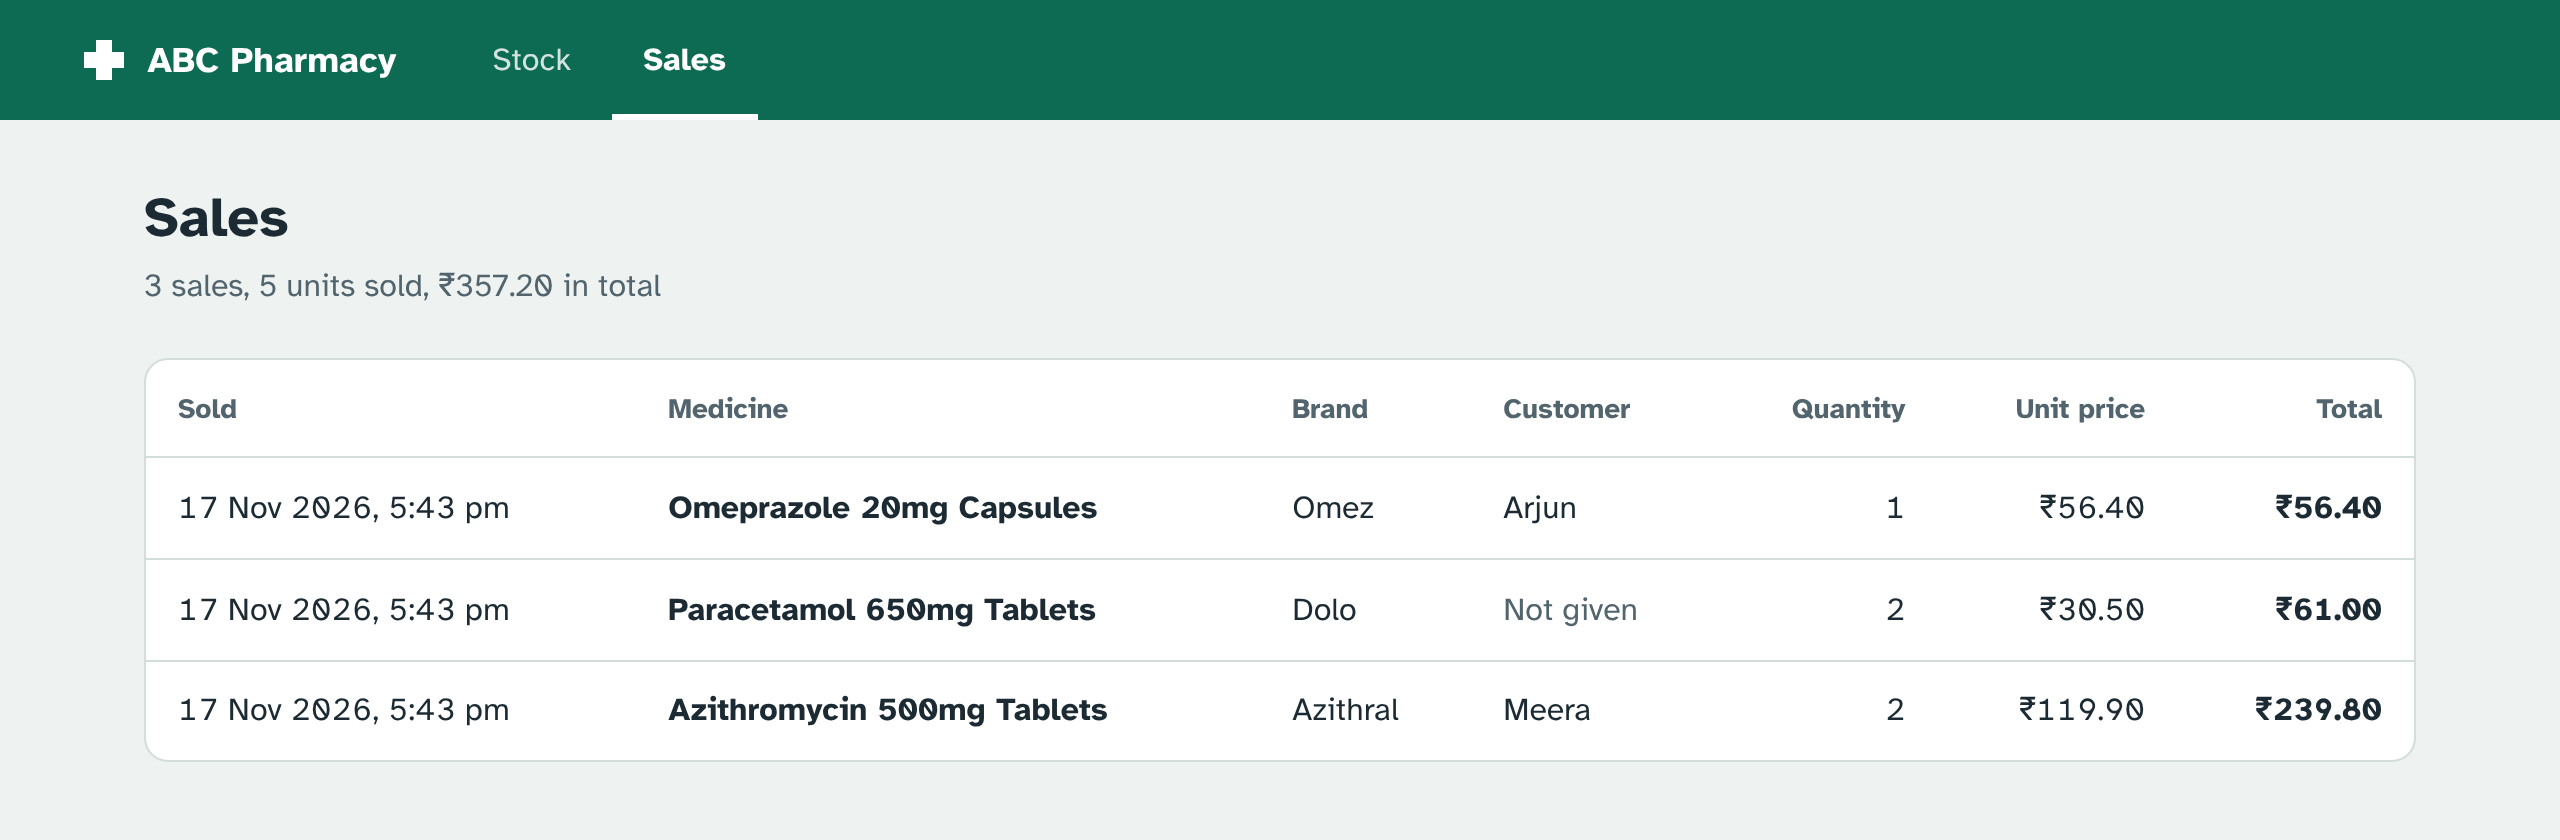 ABC Pharmacy Stock Sales
Sales
3 sales, 5 units sold, ₹357.20 in total
Sold Medicine Brand Customer Quantity Unit price Total
17 Nov 2026, 5:43 pm Omeprazole 20mg Capsules Omez Arjun 1 ₹56.40 ₹56.40
17 Nov 2026, 5:43 pm Paracetamol 650mg Tablets Dolo Not given 2 ₹30.50 ₹61.00
17 Nov 2026, 5:43 pm Azithromycin 500mg Tablets Azithral Meera 2 ₹119.90 ₹239.80